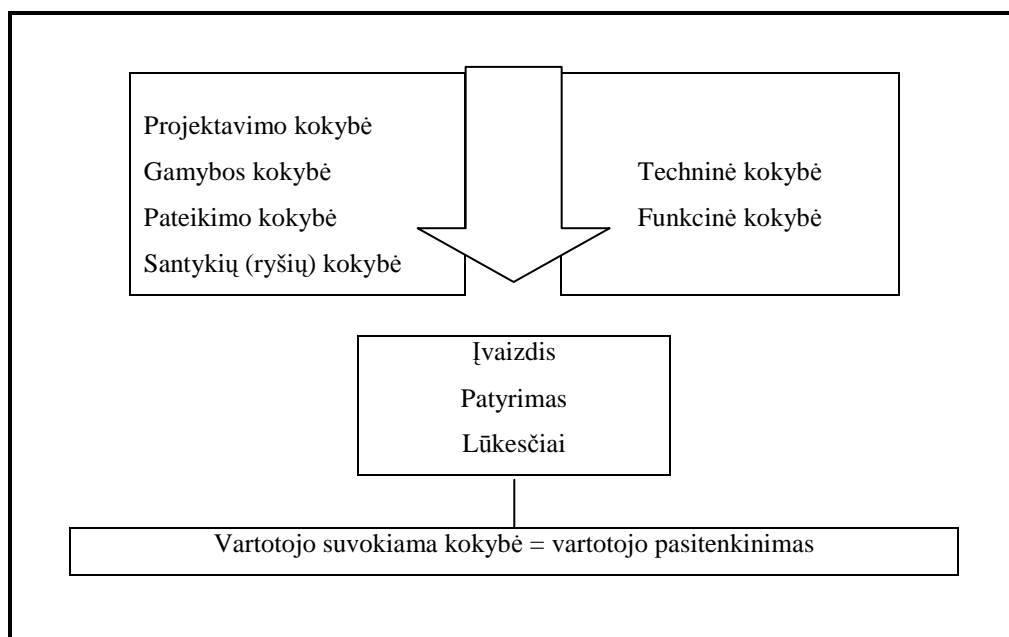 Projektavimo kokybė
Gamybos kokybė
Pateikimo kokybė
Santykių (ryšių) kokybė
Techninė kokybė
Funkcinė kokybė
Įvaizdis
Patyrimas
Lūkesčiai
Vartotojo suvokiama kokybė = vartotojo pasitenkinimas